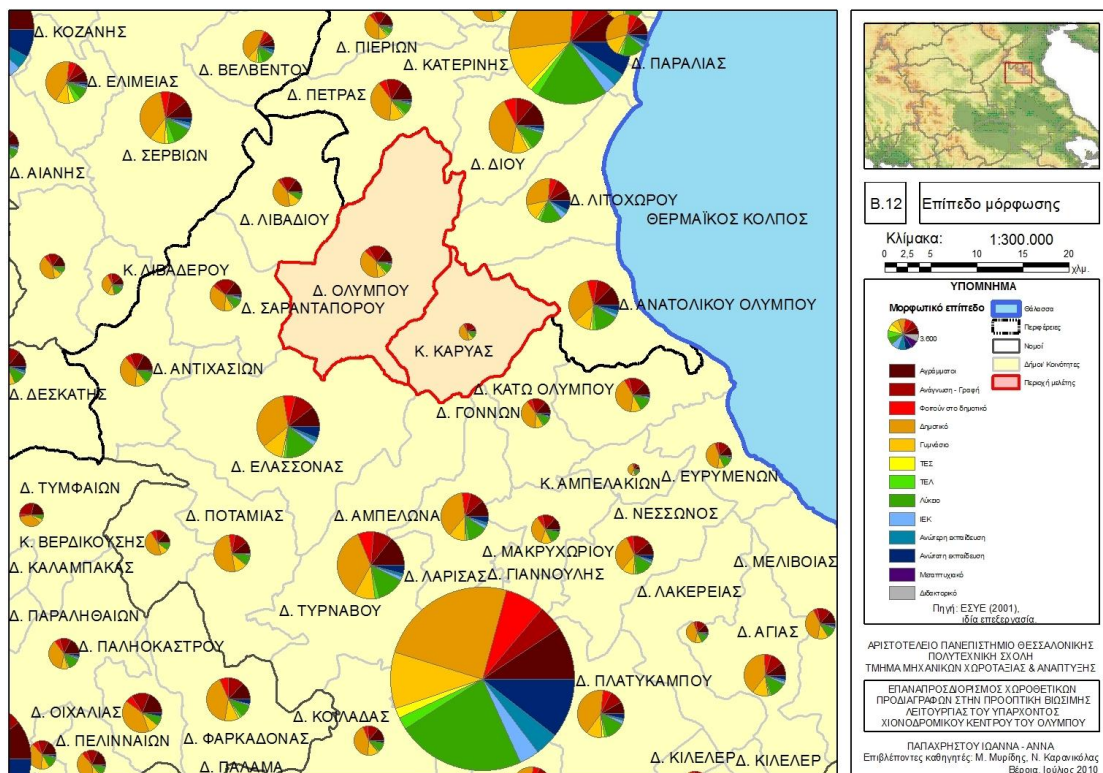 Δ. ΚΟΖΑΝΗΣ
Δ. ΠΙΕΡΙΩΝ
Δ. ΚΑΤΕΡΙΝΗΣ
Δ. ΠΑΡΑΛΙΑΣ
Δ. ΒΕΛΒΕΝΤΟΥ
Δ. ΕΛΙΜΕΙΑΣ
Δ. ΠΕΤΡΑΣ
Δ. ΣΕΡΒΙΩΝ
Δ. ΔΙΟΥ
Δ. ΑΙΑΝΗΣ
Δ. ΛΙΒΑΔΙΟΥ
Δ. ΛΙΤΟΧΩΡΟΥ
ΘΕΡΜΑΪΚΟΣ ΚΟΛΠΟΣ
Κ. ΛΙΒΑΔΕΡΟΥ
Δ. ΟΛΥΜΠΟΥ
Δ. ΣΑΡΑΝΤΑΠΟΡΟΥ
Δ. ΑΝΑΤΟΛΙΚΟΥ ΟΛΥΜΠΟΥ
Κ. ΚΑΡΥΑΣ
Δ. ΑΝΤΙΧΑΣΙΩΝ
Δ. ΔΕΣΚΑΤΗΣ
Δ. ΚΑΤΩ ΟΛΥΜΠΟΥ
Δ. ΓΟΝΝΩΝ
Δ. ΕΛΑΣΣΟΝΑΣ
Δ. ΕΥΡΥΜΕΝΩΝ
Κ. ΑΜΠΕΛΑΚΙΩΝ
Δ. ΤΥΜΦΑΙΩΝ
Δ. ΠΟΤΑΜΙΑΣ
Δ. ΑΜΠΕΛΩΝΑ
Δ. ΝΕΣΣΩΝΟΣ
Κ. ΒΕΡΔΙΚΟΥΣΗΣ
Δ. ΜΑΚΡΥΧΩΡΙΟΥ
Δ. ΜΕΛΙΒΟΙΑΣ
Δ. ΚΑΛΑΜΠΑΚΑΣ
Δ. ΛΑΡΙΣΑΣ
Δ. ΓΙΑΝΝΟΥΛΗΣ
Δ. ΛΑΚΕΡΕΙΑΣ
Δ. ΠΑΡΑΛΗΘΑΙΩΝ
Δ. ΤΥΡΝΑΒΟΥ
Δ. ΑΓΙΑΣ
Δ. ΠΑΛΗΟΚΑΣΤΡΟΥ
Δ. ΠΛΑΤΥΚΑΜΠΟΥ
Δ. ΟΙΧΑΛΙΑΣ
Δ. ΚΟΙΛΑΔΑΣ
Δ. ΦΑΡΚΑΔΟΝΑΣ
Δ. ΠΕΛΙΝΝΑΙΩΝ
Δ. ΠΑΛΑΜΑ
Δ. ΚΙΛΕΛΕΡ
Δ. ΚΙΛΕΛΕΡ
Β.12
Επίπεδο μόρφωσης
Κλίμακα: 1:300.000
0 2,5 5 10 15 20
χλμ.
ΥΠΟΜΝΗΜΑ
Μορφωτικό επίπεδο
3.600
Αγράμματοι
Ανάγνωση - Γραφή
Φοιτούν στο δημοτικό
Δημοτικό
Γυμνάσιο
ΤΕΣ
ΤΕΛ
Λύκειο
ΙΕΚ
Ανώτερη εκπαίδευση
Ανώτατη εκπαίδευση
Μεταπτυχιακό
Διδακτορικό
Θάλασσα
Περιφέρειες
Νομοί
Δήμοι/ Κοινότητες
Περιοχή μελέτης
Πηγή: ΕΣΥΕ (2001),
ιδία επεξεργασία.
ΑΡΙΣΤΟΤΕΛΕΙΟ ΠΑΝΕΠΙΣΤΗΜΙΟ ΘΕΣΣΑΛΟΝΙΚΗΣ
ΠΟΛΥΤΕΧΝΙΚΗ ΣΧΟΛΗ
ΤΜΗΜΑ ΜΗΧΑΝΙΚΩΝ ΧΩΡΟΤΑΞΙΑΣ & ΑΝΑΠΤΥΞΗΣ
ΕΠΑΝΑΠΡΟΣΔΙΟΡΙΣΜΟΣ ΧΩΡΟΘΕΤΙΚΩΝ
ΠΡΟΔΙΑΓΡΑΦΩΝ ΣΤΗΝ ΠΡΟΟΠΤΙΚΗ ΒΙΩΣΙΜΗΣ
ΛΕΙΤΟΥΡΓΙΑΣ ΤΟΥ ΥΠΑΡΧΟΝΤΟΣ
ΧΙΟΝΟΔΡΟΜΙΚΟΥ ΚΕΝΤΡΟΥ ΤΟΥ ΟΛΥΜΠΟΥ
ΠΑΠΑΧΡΗΣΤΟΥ ΙΩΑΝΝΑ - ΑΝΝΑ
Επιβλέποντες καθηγητές: Μ. Μυρίδης, Ν. Καρανικόλας
Βέροια, Ιούλιος 2010